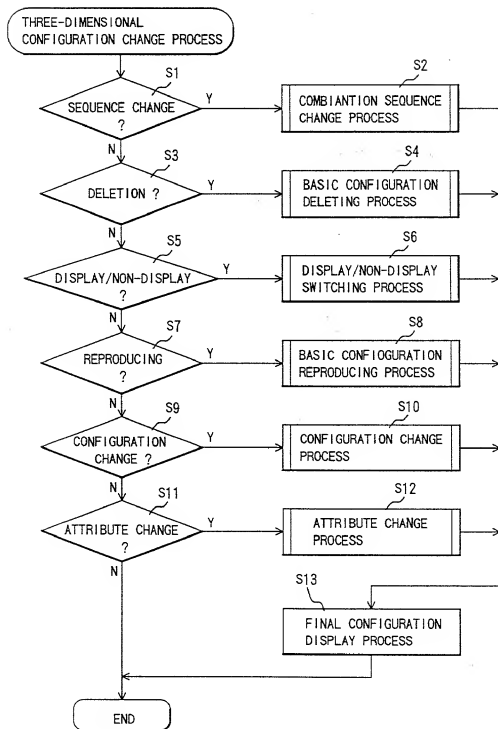 THREE-DIMENSIONAL
CONFIGURATION CHANGE PROCESS
S1
SEQUENCE CHANGE
?
Y
N
S2
COMBIANTION SEQUENCE
CHANGE PROCESS
S3
DELETION ?
Y
N
S4
BASIC CONFIGURATION
DELETING PROCESS
S5
DISPLAY/NON-DISPLAY
?
Y
N
S6
DISPLAY/NON-DISPLAY
SWITCHING PROCESS
S7
REPRODUCING
?
Y
N
S8
BASIC CONFIOGURATION
REPRODUCING PROCESS
S9
CONFIGURATION
CHANGE ?
Y
N
S10
CONFIGURATION CHANGE
PROCESS
S11
ATTRIBUTE CHANGE
?
Y
N
S12
ATTRIBUTE CHANGE
PROCESS
S13
FINAL CONFIGURATION
DISPLAY PROCESS
END